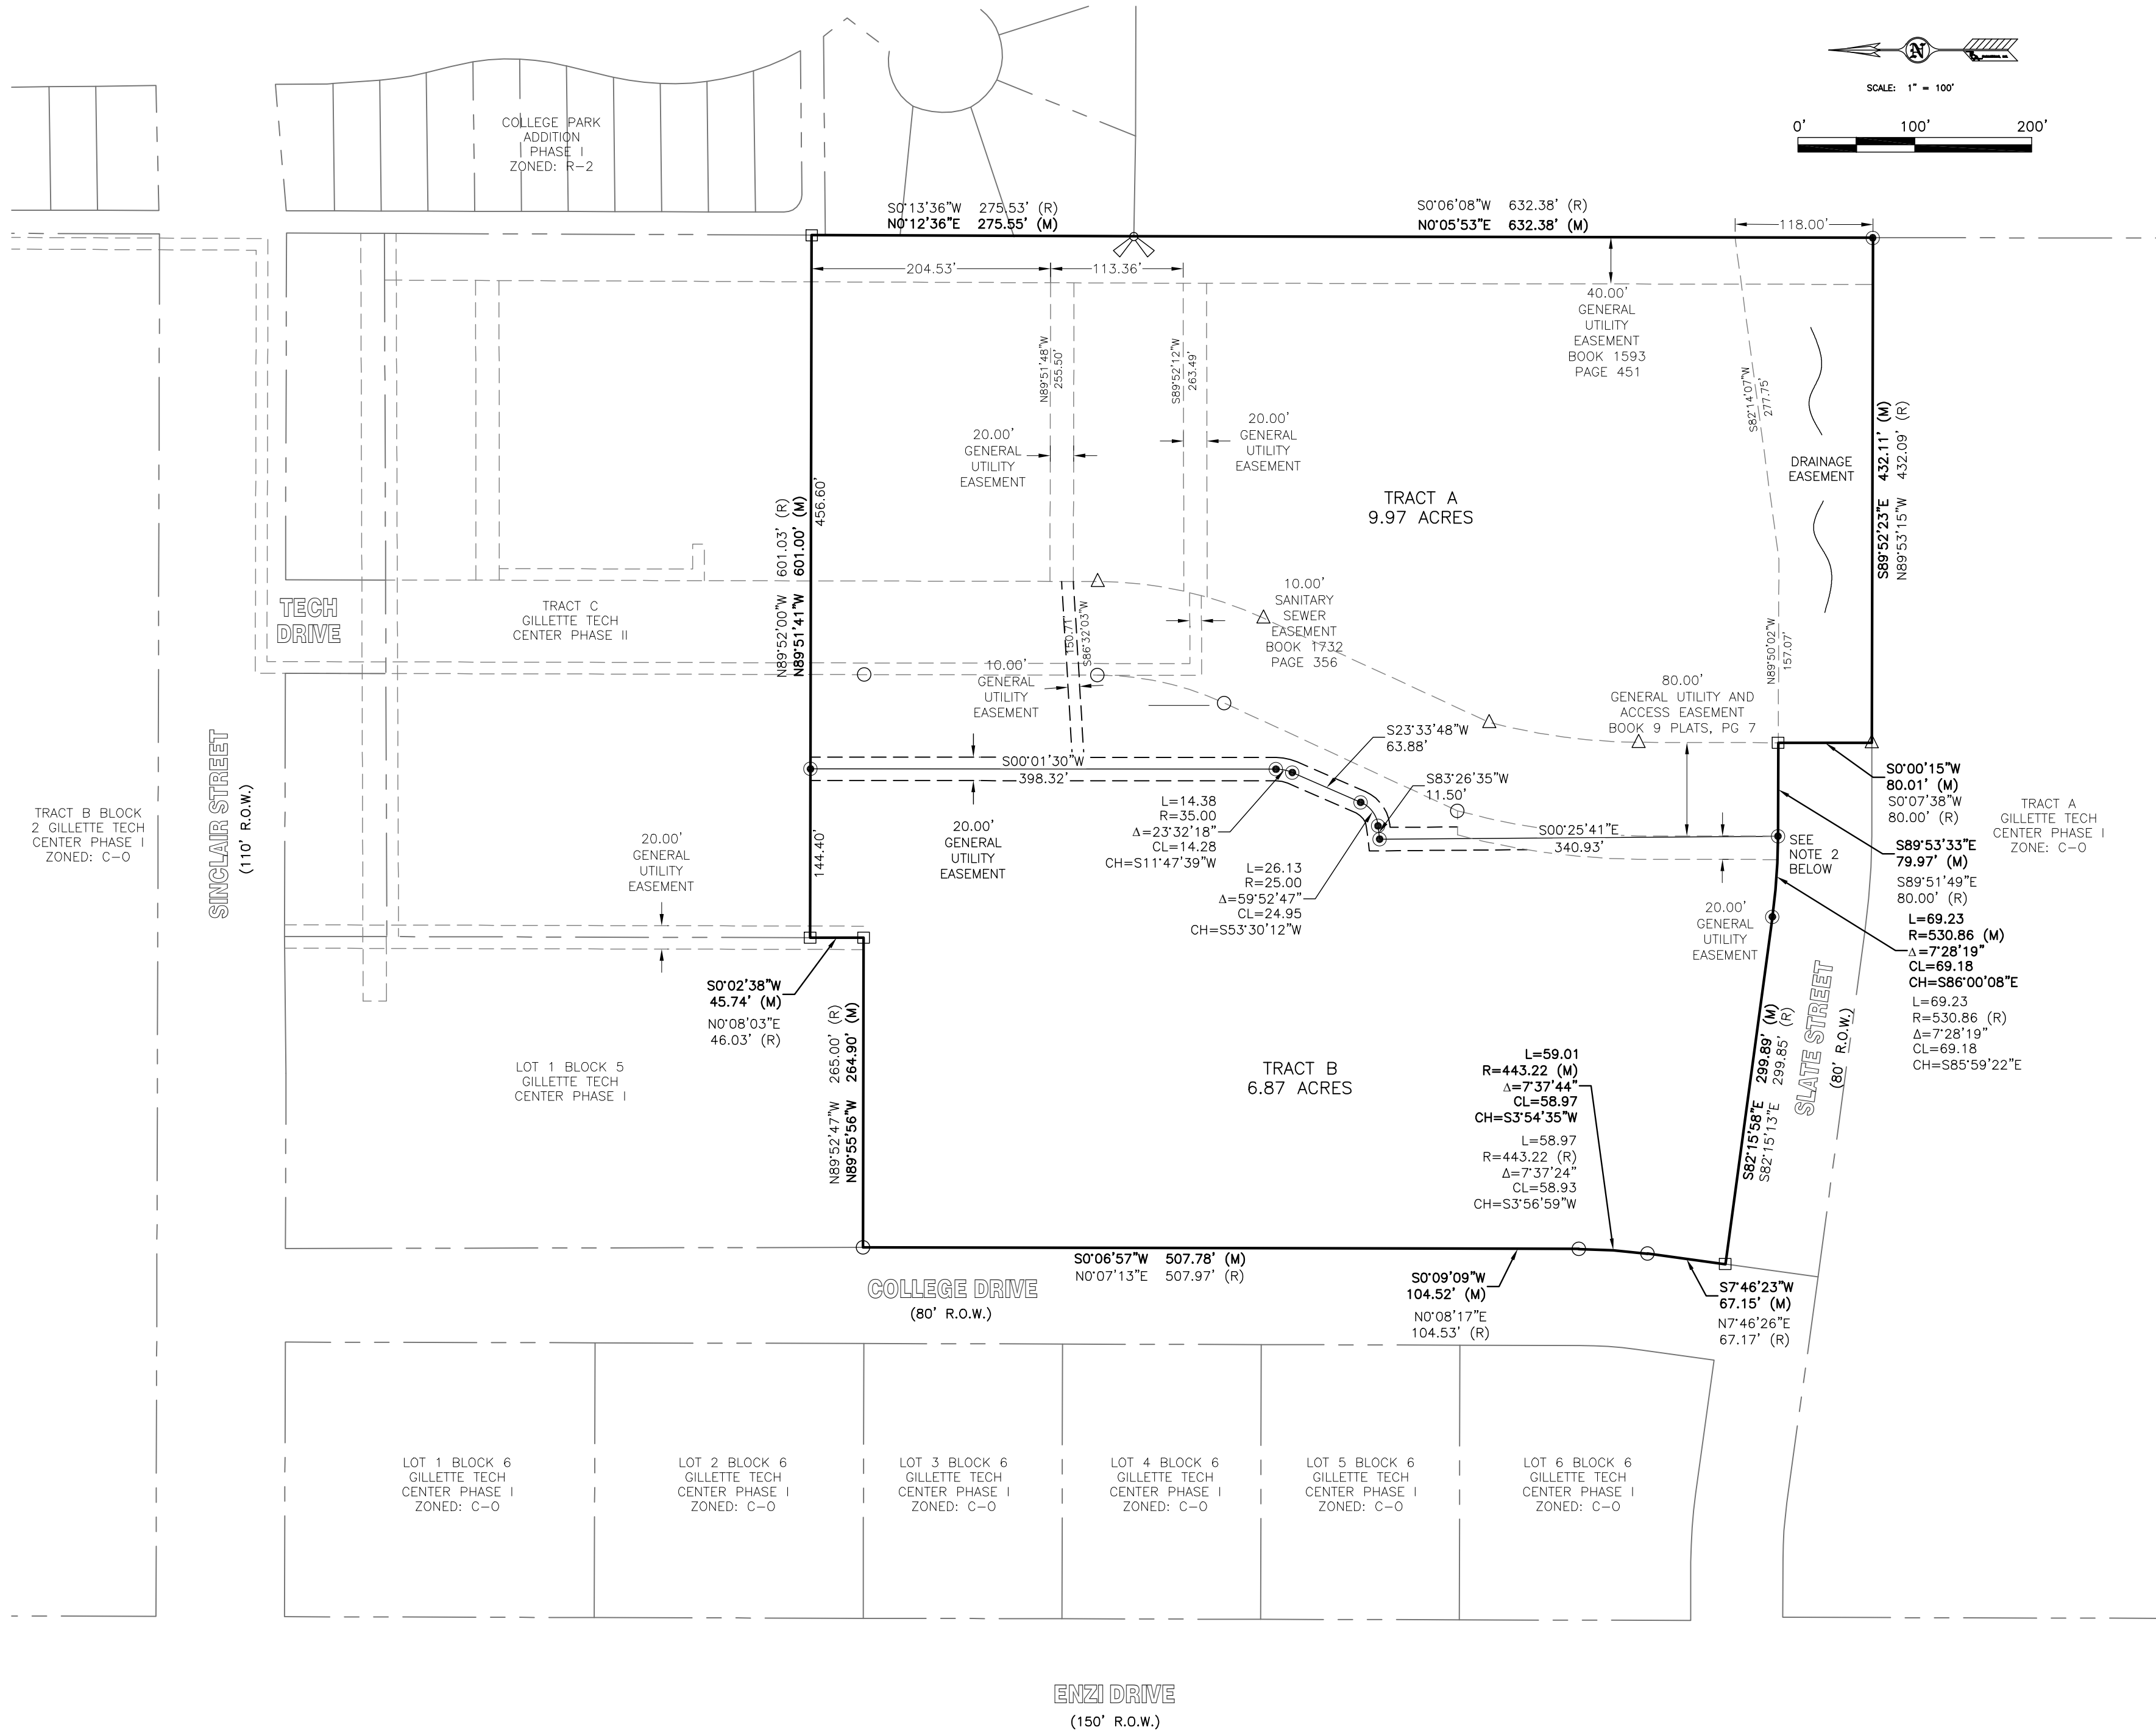 N
SCALE: 1" = 100'
0' 100' 200'
COLLEGE PARK
ADDITION
PHASE I
ZONED: R-2
S0°13'36"W 275.53' (R)
N0°12'36"E 275.55' (M)
S0°06'08"W 632.38' (R)
N0°05'53"E 632.38' (M)
118.00'
204.53'
113.36'
40.00'
GENERAL
UTILITY
EASEMENT
BOOK 1593
PAGE 451
N89°51'48"W
255.50'
S89°52'12"W
263.49'
S82°14'07"W
277.75'
20.00'
GENERAL
UTILITY
EASEMENT
20.00'
GENERAL
UTILITY
EASEMENT
DRAINAGE
EASEMENT
S89°52'23"E 432.11' (M)
N89°53'15"W 432.09' (R)
TRACT A
9.97 ACRES
N89°52'00"W 601.03' (R)
N89°51'41"W 601.00' (M)
456.60'
TECH
DRIVE
TRACT C
GILLETTE TECH
CENTER PHASE II
10.00'
SANITARY
SEWER
EASEMENT
BOOK 1732
PAGE 356
150.71'
S86°32'03"W
10.00'
GENERAL
UTILITY
EASEMENT
N89°50'02"W
157.07'
80.00'
GENERAL UTILITY AND
ACCESS EASEMENT
BOOK 9 PLATS, PG 7
S23°33'48"W
63.88'
S00°01'30"W
398.32'
S83°26'35"W
11.50'
S0°00'15"W
80.01' (M)
S0°07'38"W
80.00' (R)
TRACT A
GILLETTE TECH
CENTER PHASE I
ZONE: C-O
SINCLAIR STREET
(110' R.O.W.)
TRACT B BLOCK
2 GILLETTE TECH
CENTER PHASE I
ZONED: C-O
L=14.38
R=35.00
Δ=23°32'18"
CL=14.28
CH=S11°47'39"W
S00°25'41"E
340.93'
SEE
NOTE 2
BELOW
S89°53'33"E
79.97' (M)
S89°51'49"E
80.00' (R)
20.00'
GENERAL
UTILITY
EASEMENT
20.00'
GENERAL
UTILITY
EASEMENT
144.40'
L=26.13
R=25.00
Δ=59°52'47"
CL=24.95
CH=S53°30'12"W
20.00'
GENERAL
UTILITY
EASEMENT
L=69.23
R=530.86 (M)
Δ=7°28'19"
CL=69.18
CH=S86°00'08"E
L=69.23
R=530.86 (R)
Δ=7°28'19"
CL=69.18
CH=S85°59'22"E
S0°02'38"W
45.74' (M)
N0°08'03"E
46.03' (R)
N89°52'47"W 265.00' (R)
N89°55'56"W 264.90' (M)
S82°15'58"E 299.89' (M)
S82°15'13"E 299.85' (R)
SLATE STREET
(80' R.O.W.)
LOT 1 BLOCK 5
GILLETTE TECH
CENTER PHASE I
TRACT B
6.87 ACRES
L=59.01
R=443.22 (M)
Δ=7°37'44"
CL=58.97
CH=S3°54'35"W
L=58.97
R=443.22 (R)
Δ=7°37'24"
CL=58.93
CH=S3°56'59"W
S0°06'57"W 507.78' (M)
N0°07'13"E 507.97' (R)
COLLEGE DRIVE
(80' R.O.W.)
S0°09'09"W
104.52' (M)
N0°08'17"E
104.53' (R)
S7°46'23"W
67.15' (M)
N7°46'26"E
67.17' (R)
LOT 1 BLOCK 6
GILLETTE TECH
CENTER PHASE I
ZONED: C-O
LOT 2 BLOCK 6
GILLETTE TECH
CENTER PHASE I
ZONED: C-O
LOT 3 BLOCK 6
GILLETTE TECH
CENTER PHASE I
ZONED: C-O
LOT 4 BLOCK 6
GILLETTE TECH
CENTER PHASE I
ZONED: C-O
LOT 5 BLOCK 6
GILLETTE TECH
CENTER PHASE I
ZONED: C-O
LOT 6 BLOCK 6
GILLETTE TECH
CENTER PHASE I
ZONED: C-O
ENZI DRIVE
(150' R.O.W.)